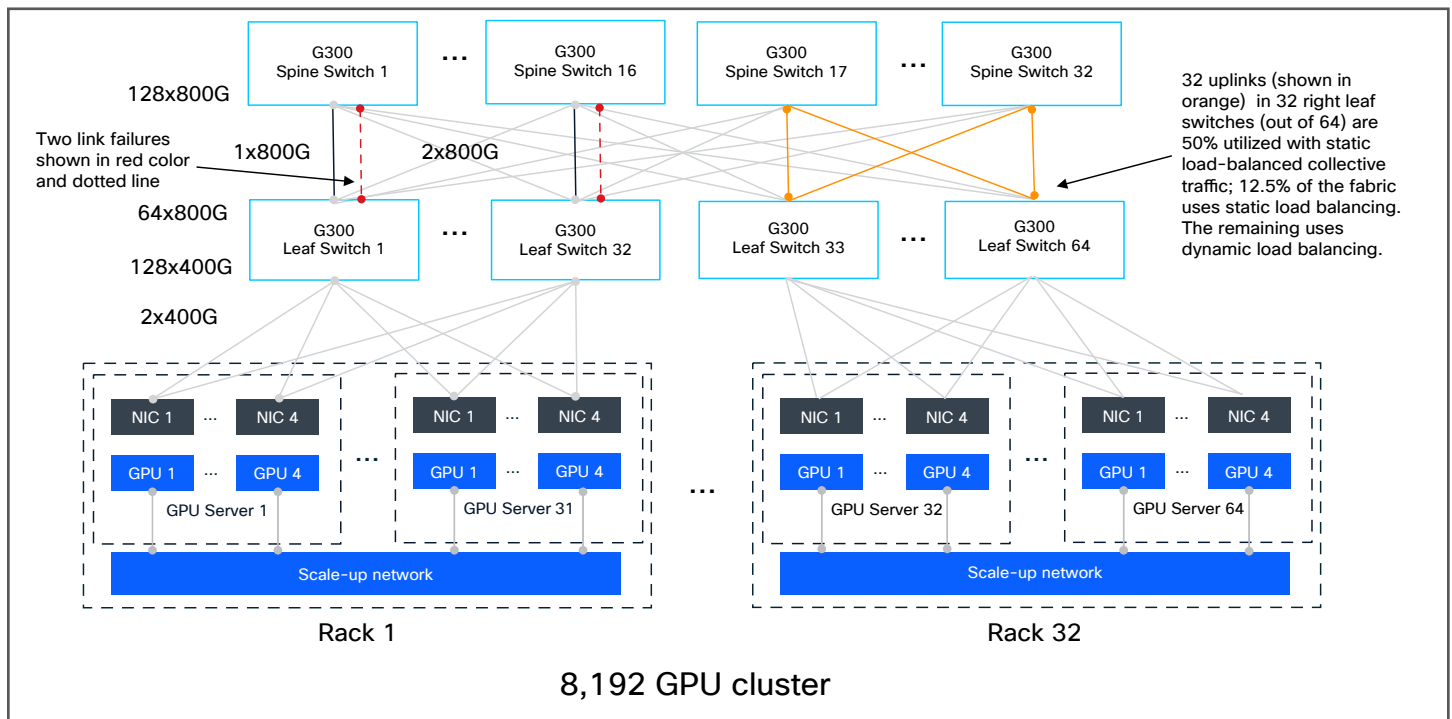 G300
Spine Switch 1
...
G300
Spine Switch 16
G300
Spine Switch 17
...
G300
Spine Switch 32
128x800G
32 uplinks (shown in
orange) in 32 right leaf
switches (out of 64) are
50% utilized with static
load-balanced collective
traffic; 12.5% of the fabric
uses static load balancing.
The remaining uses
dynamic load balancing.
Two link failures
shown in red color
and dotted line
1x800G
2x800G
64x800G
G300
Leaf Switch 1
...
G300
Leaf Switch 32
G300
Leaf Switch 33
...
G300
Leaf Switch 64
128x400G
2x400G
NIC 1
...
NIC 4
NIC 1
...
NIC 4
NIC 1
...
NIC 4
NIC 1
...
NIC 4
GPU 1
...
GPU 4
...
GPU 1
...
GPU 4
GPU 1
...
GPU 4
...
GPU 1
...
GPU 4
...
GPU Server 1
GPU Server 31
GPU Server 32
GPU Server 64
Scale-up network
Scale-up network
Rack 1
Rack 32
8,192 GPU cluster